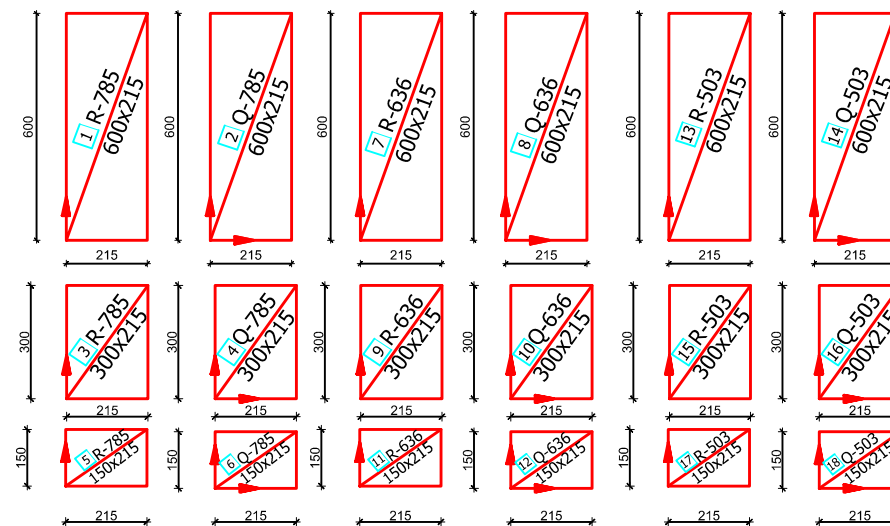 600
1 R-785
600x215
215
600
2 Q-785
600x215
215
600
7 R-636
600x215
215
600
8 Q-636
600x215
215
600
13 R-503
600x215
215
600
14 Q-503
600x215
215
300
3 R-785
300x215
215
300
4 Q-785
300x215
215
300
9 R-636
300x215
215
300
10 Q-636
300x215
215
300
15 R-503
300x215
215
300
16 Q-503
300x215
215
150
5 R-785
150x215
215
150
6 Q-785
150x215
215
150
11 R-636
150x215
215
150
12 Q-636
150x215
215
150
17 R-503
150x215
215
150
18 Q-503
150x215
215